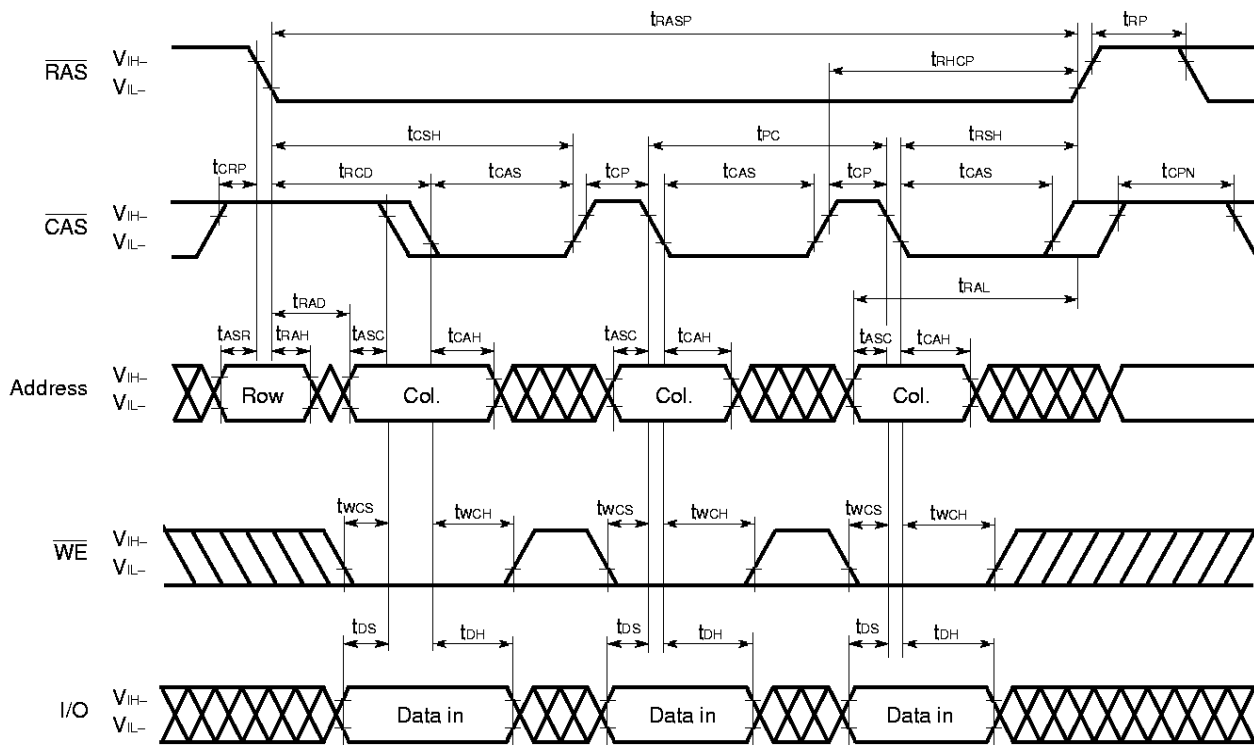 tRASP tRP
RAS VIH– VIL–
tRHCP
tCSH tPC tRSH
tCRP tRCD tCAS tCP tCAS tCP tCAS tCPN
CAS VIH– VIL–
tRAD tRAL
tASR tRAH tASC tCAH tASC tCAH tASC tCAH
Address VIH– VIL– Row Col. Col. Col.
tWCS tWCH tWCS tWCH tWCS tWCH
WE VIH– VIL–
tDS tDH tDS tDH tDS tDH
I/O VIH– VIL– Data in Data in Data in